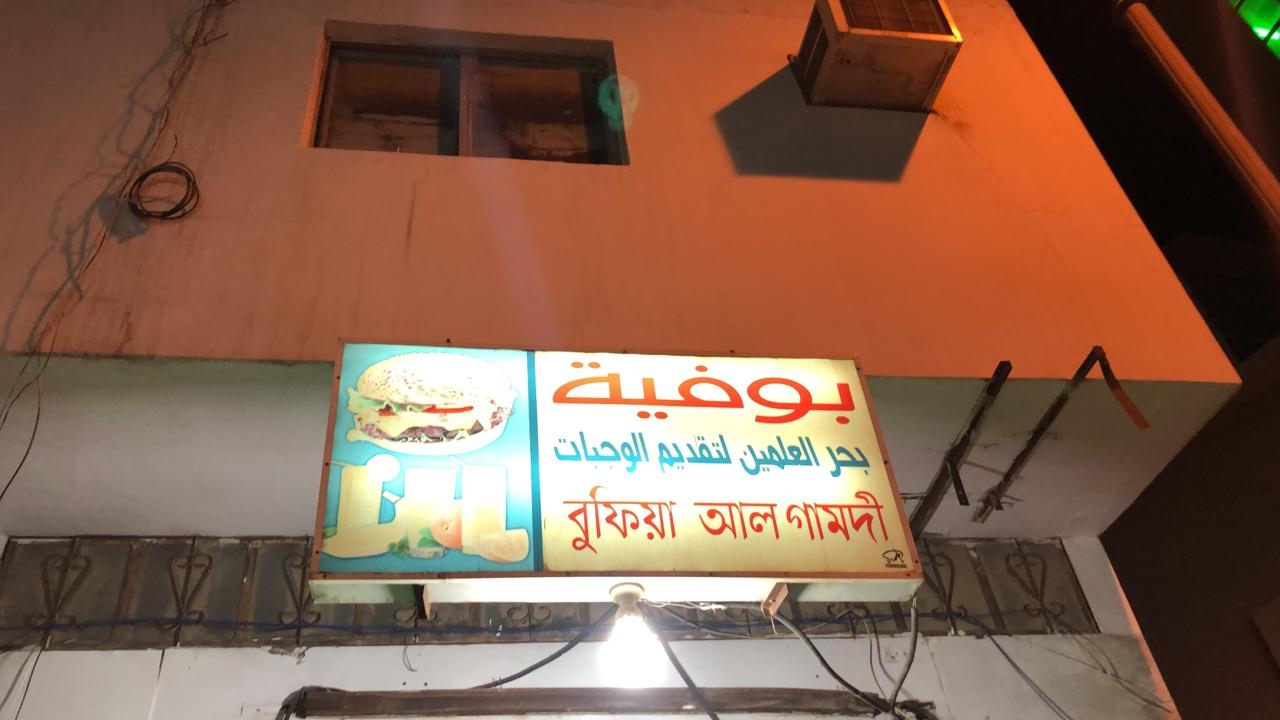 بوفية
بحر العلمين لتقديم الوجبات
বুফিয়া আল গামদী